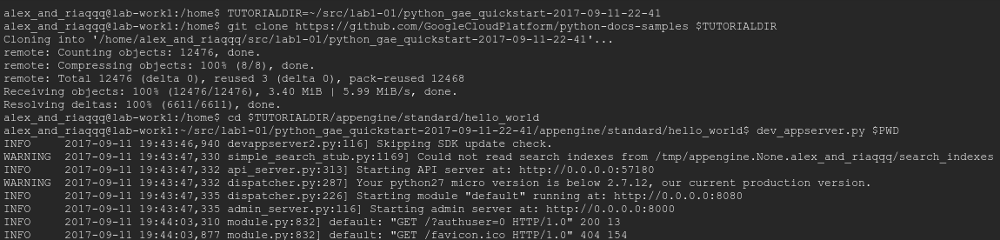 alex_and_riaqqq@lab-work1:/home$ TUTORIALDIR=~/src/lab1-01/python_gae_quickstart-2017-09-11-22-41
alex_and_riaqqq@lab-work1:/home$ git clone https://github.com/GoogleCloudPlatform/python-docs-samples $TUTORIALDIR
Cloning into '/home/alex_and_riaqqq/src/lab1-01/python_gae_quickstart-2017-09-11-22-41'...
remote: Counting objects: 12476, done.
remote: Compressing objects: 100% (8/8), done.
remote: Total 12476 (delta 0), reused 3 (delta 0), pack-reused 12468
Receiving objects: 100% (12476/12476), 3.40 MiB | 5.99 MiB/s, done.
Resolving deltas: 100% (6611/6611), done.
alex_and_riaqqq@lab-work1:/home$ cd $TUTORIALDIR/appengine/standard/hello_world
alex_and_riaqqq@lab-work1:~/src/lab1-01/python_gae_quickstart-2017-09-11-22-41/appengine/standard/hello_world$ dev_appserver.py $PWD
INFO     2017-09-11 19:43:46,940 devappserver2.py:116] Skipping SDK update check.
WARNING  2017-09-11 19:43:47,330 simple_search_stub.py:1169] Could not read search indexes from /tmp/appengine.None.alex_and_riaqqq/search_indexes
INFO     2017-09-11 19:43:47,332 api_server.py:313] Starting API server at: http://0.0.0.0:57180
WARNING  2017-09-11 19:43:47,332 dispatcher.py:287] Your python27 micro version is below 2.7.12, our current production version.
INFO     2017-09-11 19:43:47,335 dispatcher.py:226] Starting module "default" running at: http://0.0.0.0:8080
INFO     2017-09-11 19:43:47,335 admin_server.py:116] Starting admin server at: http://0.0.0.0:8000
INFO     2017-09-11 19:44:03,310 module.py:832] default: "GET /?authuser=0 HTTP/1.0" 200 13
INFO     2017-09-11 19:44:03,877 module.py:832] default: "GET /favicon.ico HTTP/1.0" 404 154